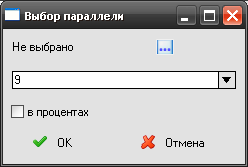 Выбор параллели
Не выбрано ...
9
в процентах
OK Отмена